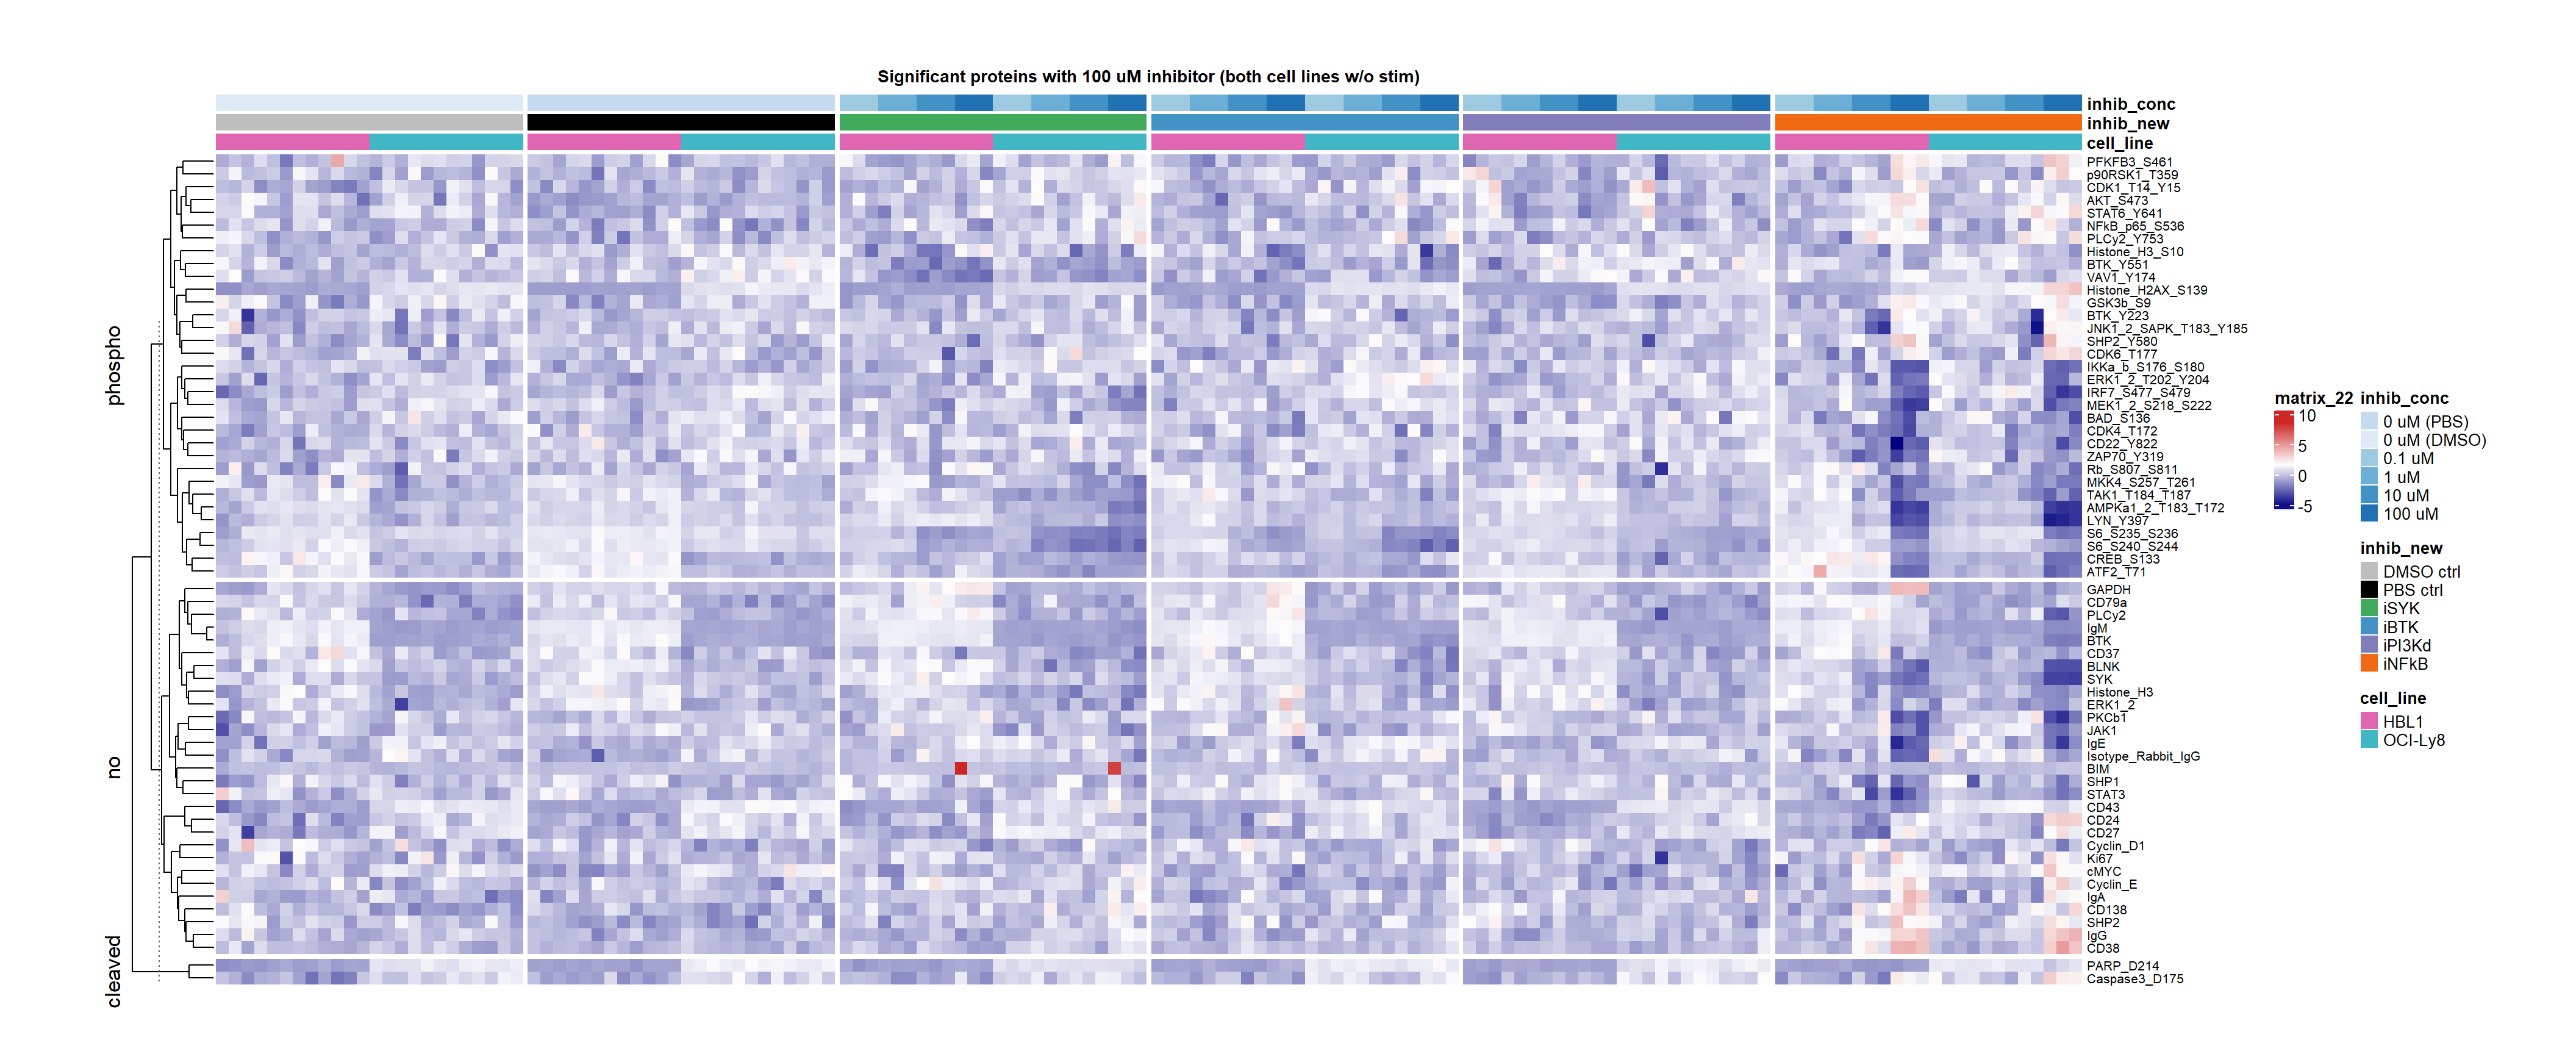 Significant proteins with 100 uM inhibitor (both cell lines w/o stim)
inhib_conc
inhib_new
cell_line
phospho
no
cleaved
PFKFB3_S461
p90RSK1_T359
CDK1_T14_Y15
AKT_S473
STAT6_Y641
NFkB_p65_S536
PLCy2_Y753
Histone_H3_S10
BTK_Y551
VAV1_Y174
Histone_H2AX_S139
GSK3b_S9
BTK_Y223
JNK1_2_SAPK_T183_Y185
SHP2_Y580
CDK6_T177
IKKa_b_S176_S180
ERK1_2_T202_Y204
IRF7_S477_S479
MEK1_2_S218_S222
BAD_S136
CDK4_T172
CD22_Y822
ZAP70_Y319
Rb_S807_S811
MKK4_S257_T261
TAK1_T184_T187
AMPKa1_2_T183_T172
LYN_Y397
S6_S235_S236
S6_S240_S244
CREB_S133
ATF2_T71
GAPDH
CD79a
PLCy2
IgM
BTK
CD37
BLNK
SYK
Histone_H3
ERK1_2
PKCb1
JAK1
IgE
Isotype_Rabbit_IgG
BIM
SHP1
STAT3
CD43
CD24
CD27
Cyclin_D1
Ki67
cMYC
Cyclin_E
IgA
CD138
SHP2
IgG
CD38
PARP_D214
Caspase3_D175
matrix_22
10
5
0
-5
inhib_conc
0 uM (PBS)
0 uM (DMSO)
0.1 uM
1 uM
10 uM
100 uM
inhib_new
DMSO ctrl
PBS ctrl
iSYK
iBTK
iPI3Kd
iNFkB
cell_line
HBL1
OCI-Ly8